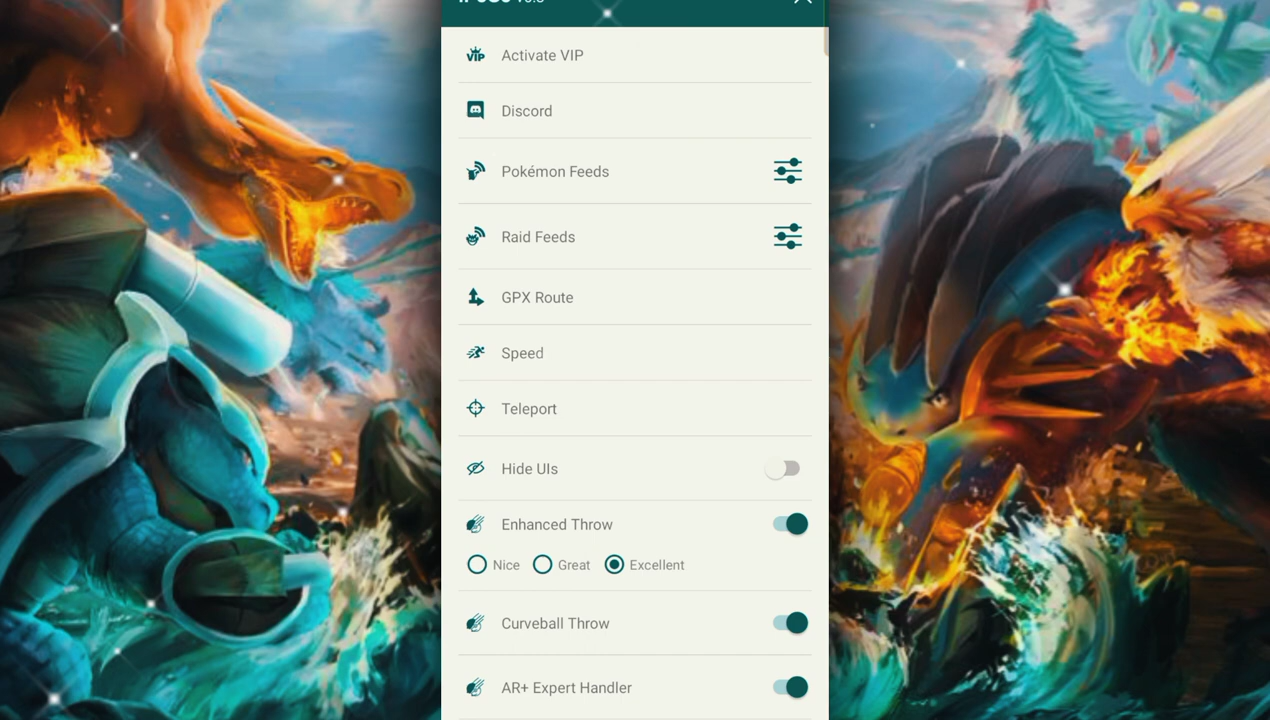 Activate VIP
Discord
Pokémon Feeds
Raid Feeds
GPX Route
Speed
Teleport
Hide UIs
Enhanced Throw
Nice Great Excellent
Curveball Throw
AR+ Expert Handler